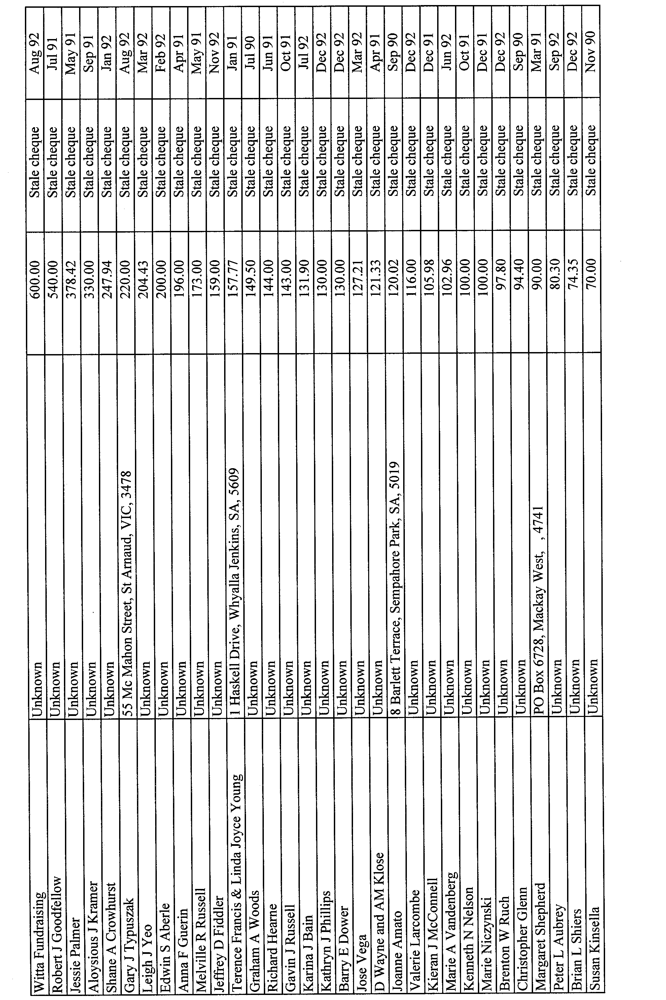 Witta Fundraising Unknown 600.00 Stale cheque Aug 92
Robert J Goodfellow Unknown 540.00 Stale cheque Jul 91
Jessie Palmer Unknown 378.42 Stale cheque May 91
Aloysious J Kramer Unknown 330.00 Stale cheque Sep 91
Shane A Crowhurst Unknown 247.94 Stale cheque Jan 92
Gary J Typuszak 55 Mc Mahon Street, St Arnaud, VIC, 3478 220.00 Stale cheque Aug 92
Leigh J Yeo Unknown 204.43 Stale cheque Mar 92
Edwin S Aberle Unknown 200.00 Stale cheque Feb 92
Anna F Guerin Unknown 196.00 Stale cheque Apr 91
Melville R Russell Unknown 173.00 Stale cheque May 91
Jeffrey D Fiddler Unknown 159.00 Stale cheque Nov 92
Terence Francis & Linda Joyce Young 1 Haskell Drive, Whyalla Jenkins, SA, 5609 157.77 Stale cheque Jan 91
Graham A Woods Unknown 149.50 Stale cheque Jul 90
Richard Hearne Unknown 144.00 Stale cheque Jun 91
Gavin J Russell Unknown 143.00 Stale cheque Oct 91
Karina J Bain Unknown 131.90 Stale cheque Jul 92
Kathryn J Phillips Unknown 130.00 Stale cheque Dec 92
Barry E Dower Unknown 130.00 Stale cheque Dec 92
Jose Vega Unknown 127.21 Stale cheque Mar 92
D Wayne and AM Klose Unknown 121.33 Stale cheque Apr 91
Joanne Amato 8 Barlett Terrace, Sempahore Park, SA, 5019 120.02 Stale cheque Sep 90
Valerie Larcombe Unknown 116.00 Stale cheque Dec 92
Kieran J McConnell Unknown 105.98 Stale cheque Dec 91
Marie A Vandenberg Unknown 102.96 Stale cheque Jun 92
Kenneth N Nelson Unknown 100.00 Stale cheque Oct 91
Marie Niczynski Unknown 100.00 Stale cheque Dec 91
Brenton W Ruch Unknown 97.80 Stale cheque Dec 92
Christopher Glenn Unknown 94.40 Stale cheque Sep 90
Margaret Shepherd PO Box 6728, Mackay West, , 4741 90.00 Stale cheque Mar 91
Peter L Aubrey Unknown 80.30 Stale cheque Sep 92
Brian L Shiers Unknown 74.35 Stale cheque Dec 92
Susan Kinsella Unknown 70.00 Stale cheque Nov 90